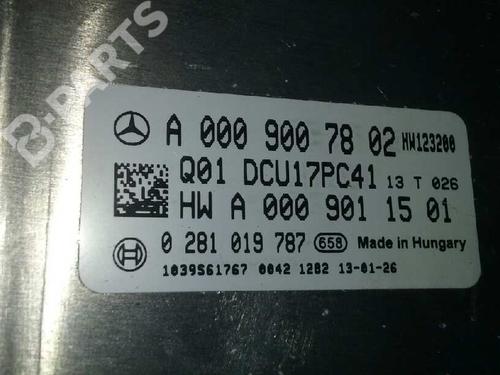 B-PARTS
A 000 900 78 02 HW123200
Q01 DCU17PC41 13 T 026
HW A 000 901 15 01
0 281 019 787 658 Made in Hungary
1039S61767 0042 1282 13-01-26